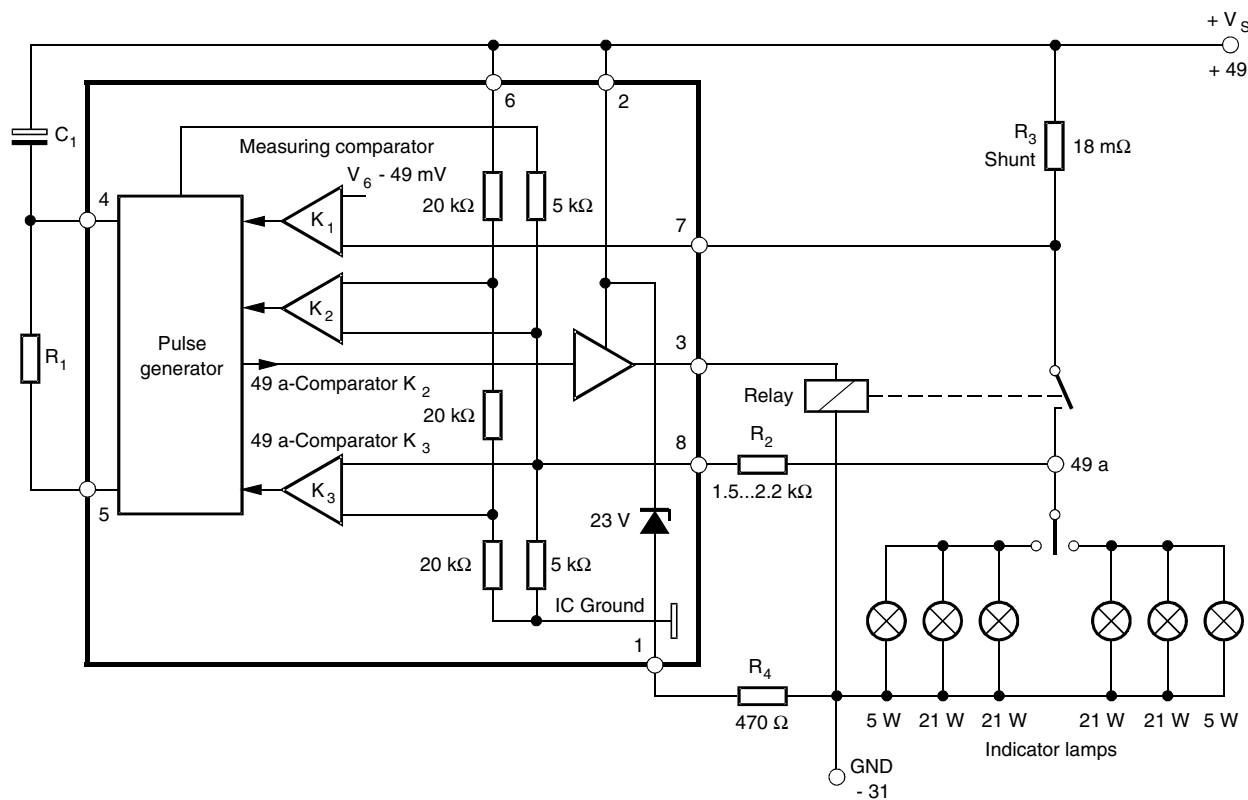 + V S
+ 49
6
2
C 1
R 3
Shunt
18 mΩ
Measuring comparator
V 6 - 49 mV
4
K 1
20 kΩ
5 kΩ
7
K 2
Pulse
generator
R 1
3
49 a-Comparator K 2
Relay
20 kΩ
49 a-Comparator K 3
8
R 2
49 a
1.5...2.2 kΩ
K 3
5
23 V
20 kΩ
5 kΩ
IC Ground
1
R 4
470 Ω
5 W
21 W
21 W
21 W
21 W
5 W
Indicator lamps
GND
- 31